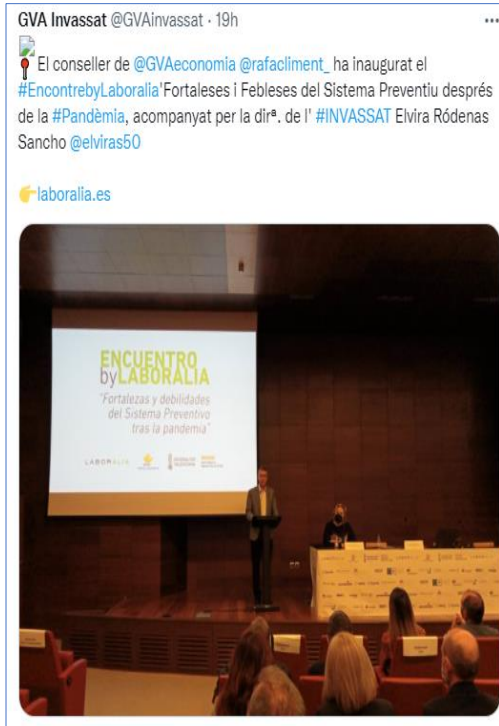 GVA Invassat @GVAinvassat · 19h
El conseller de @GVAeconomia @rafacliment_ ha inaugurat el
#EncontrebyLaboralia'Fortaleses i Febleses del Sistema Preventiu després
de la #Pandèmia, acompanyat per la dirª. de l' #INVASSAT Elvira Ródenas
Sancho @elviras50
👉laboralia.es
ENCUENTRO
byLABORALIA
"Fortalezas y debilidades
del Sistema Preventivo
tras la pandemia"
LABORALIA